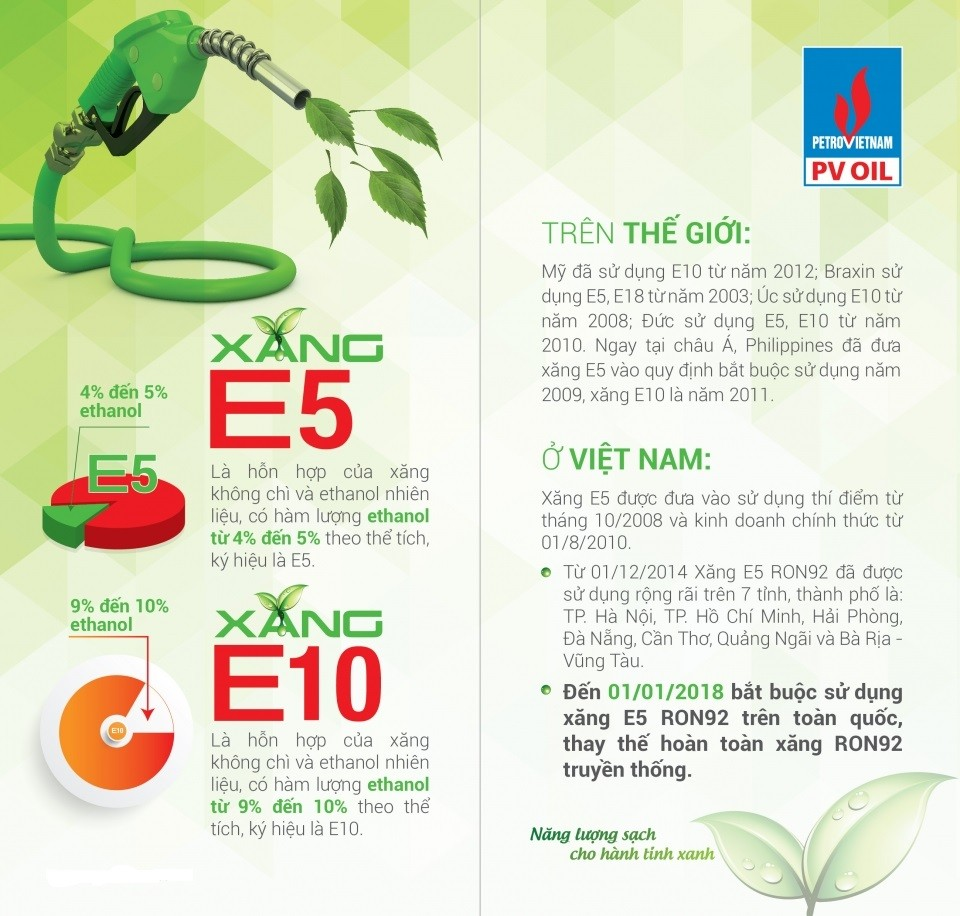 XĂNG
E5
4% đến 5%
ethanol
E5
Là hỗn hợp của xăng
không chì và ethanol nhiên
liệu, có hàm lượng ethanol
từ 4% đến 5% theo thể tích,
ký hiệu là E5.
XĂNG
E10
9% đến 10%
ethanol
E10
Là hỗn hợp của xăng
không chì và ethanol nhiên
liệu, có hàm lượng ethanol
từ 9% đến 10% theo thể
tích, ký hiệu là E10.
PETROVIETNAM
PV OIL
TRÊN THẾ GIỚI:
Mỹ đã sử dụng E10 từ năm 2012; Braxin sử
dụng E5, E18 từ năm 2003; Úc sử dụng E10 từ
năm 2008; Đức sử dụng E5, E10 từ năm
2010. Ngay tại châu Á, Philippines đã đưa
xăng E5 vào quy định bắt buộc sử dụng năm
2009, xăng E10 là năm 2011.
Ở VIỆT NAM:
Xăng E5 được đưa vào sử dụng thí điểm từ
tháng 10/2008 và kinh doanh chính thức từ
01/8/2010.
Từ 01/12/2014 Xăng E5 RON92 đã được
sử dụng rộng rãi trên 7 tỉnh, thành phố là:
TP. Hà Nội, TP. Hồ Chí Minh, Hải Phòng,
Đà Nẵng, Cần Thơ, Quảng Ngãi và Bà Rịa -
Vũng Tàu.
Đến 01/01/2018 bắt buộc sử dụng
xăng E5 RON92 trên toàn quốc,
thay thế hoàn toàn xăng RON92
truyền thống.
Năng lượng sạch
cho hành tinh xanh